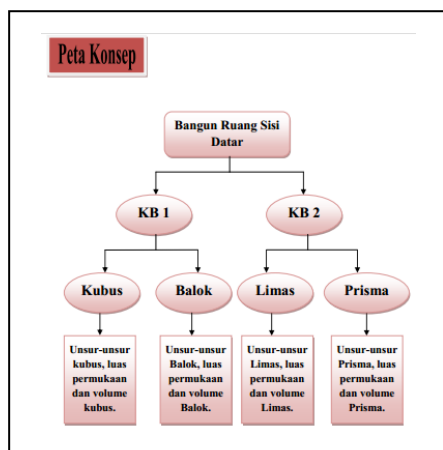 Peta Konsep
Bangun Ruang Sisi
Datar
KB 1
KB 2
Kubus
Balok
Limas
Prisma
Unsur-unsur
kubus, luas
permukaan
dan volume
kubus.
Unsur-unsur
Balok, luas
permukaan
dan volume
Balok.
Unsur-unsur
Limas, luas
permukaan
dan volume
Limas.
Unsur-unsur
Prisma, luas
permukaan
dan volume
Prisma.